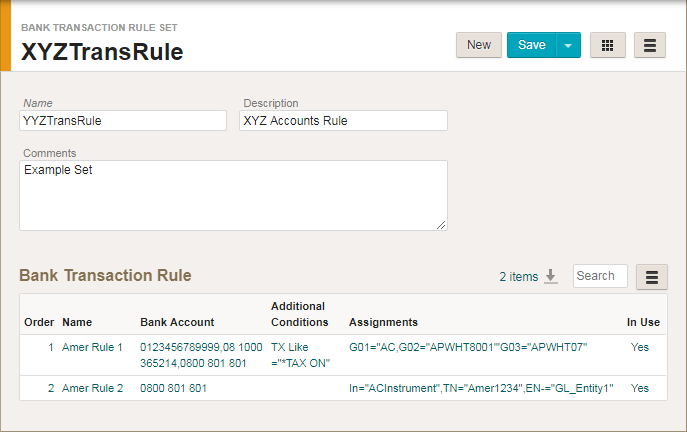 BANK TRANSACTION RULE SET
XYZTransRule
New
Save
Name
Description
YYZTransRule
XYZ Accounts Rule
Comments
Example Set
Bank Transaction Rule
2 items
Search
Order Name Bank Account Additional Conditions Assignments In Use
1 Amer Rule 1 0123456789999,08 1000 TX Like G01="AC,G02="APWHT8001"'G03="APWHT07" Yes
365214,0800 801 801 ="*TAX ON"
2 Amer Rule 2 0800 801 801 In="ACInstrument",TN="Amer1234",EN-="GL_Entity1" Yes